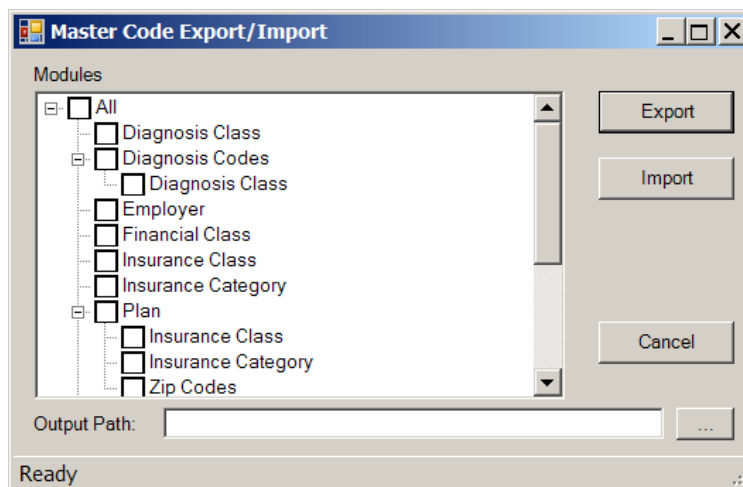 Master Code Export/Import
Modules
All
Diagnosis Class
Diagnosis Codes
Diagnosis Class
Employer
Financial Class
Insurance Class
Insurance Category
Plan
Insurance Class
Insurance Category
Zip Codes
Export
Import
Cancel
Output Path:
...
Ready